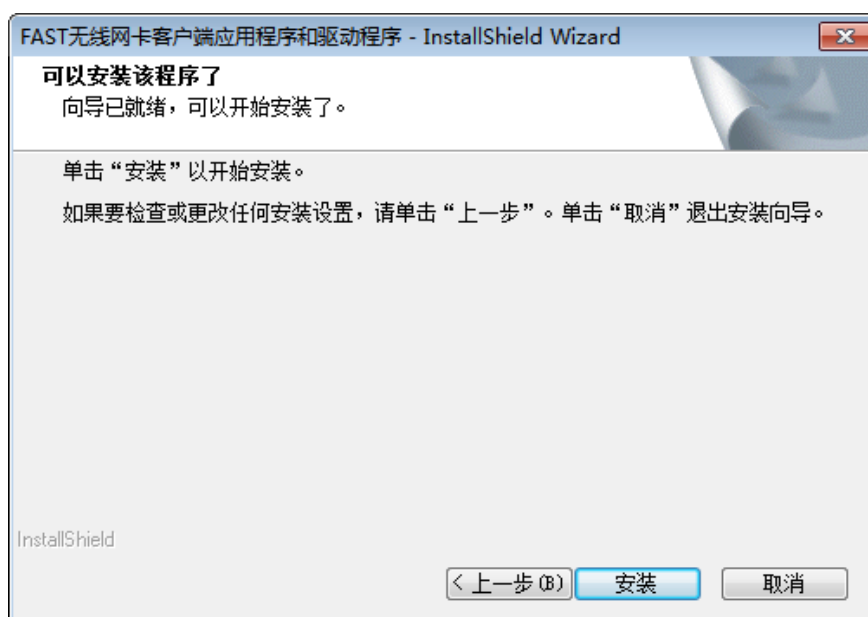 FAST无线网卡客户端应用程序和驱动程序 - InstallShield Wizard
可以安装该程序了
向导已就绪，可以开始安装了。
单击“安装”以开始安装。
如果要检查或更改任何安装设置，请单击“上一步”。单击“取消”退出安装向导。
InstallShield
< 上一步(B) 安装 取消